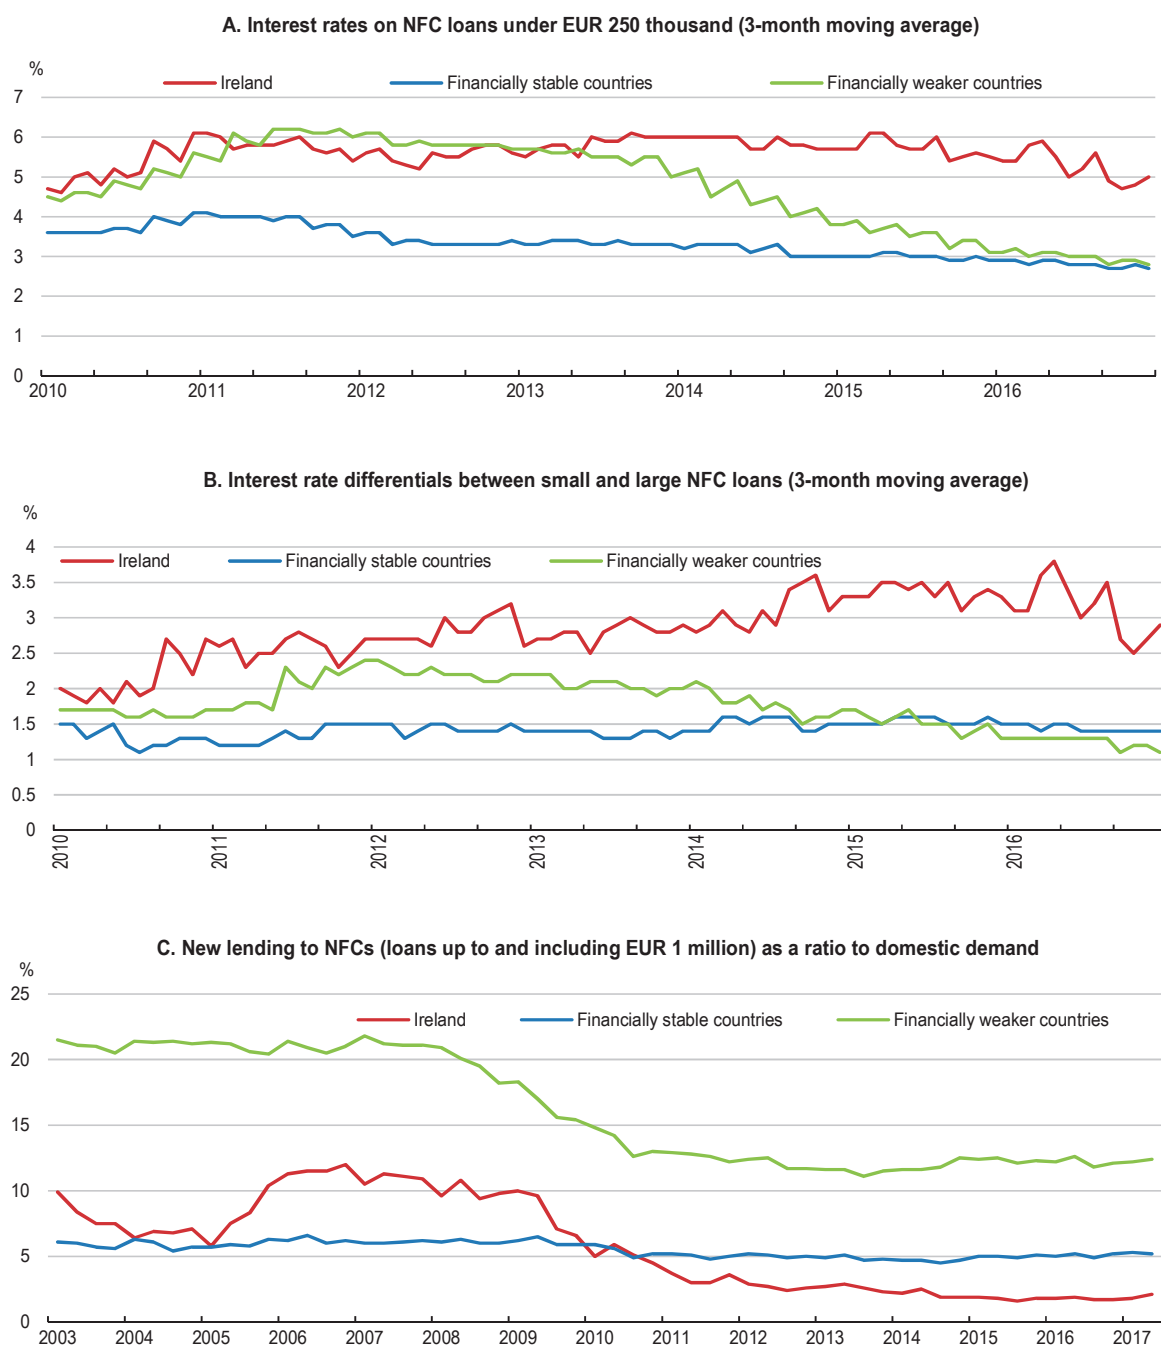 A. Interest rates on NFC loans under EUR 250 thousand (3-month moving average)
%
Ireland Financially stable countries Financially weaker countries
7
6
5
4
3
2
1
0
2010 2011 2012 2013 2014 2015 2016
B. Interest rate differentials between small and large NFC loans (3-month moving average)
%
4
Ireland Financially stable countries Financially weaker countries
3.5
3
2.5
2
1.5
1
0.5
0
2010 2011 2012 2013 2014 2015 2016
C. New lending to NFCs (loans up to and including EUR 1 million) as a ratio to domestic demand
%
25
Ireland Financially stable countries Financially weaker countries
20
15
10
5
0
2003 2004 2005 2006 2007 2008 2009 2010 2011 2012 2013 2014 2015 2016 2017